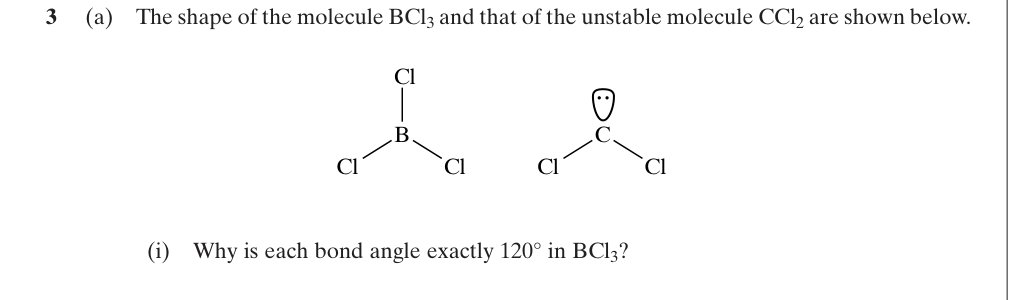 3 (a) The shape of the molecule BCl₃ and that of the unstable molecule CCl₂ are shown below.
Cl
B
Cl Cl
C
Cl Cl
(i) Why is each bond angle exactly 120° in BCl₃?